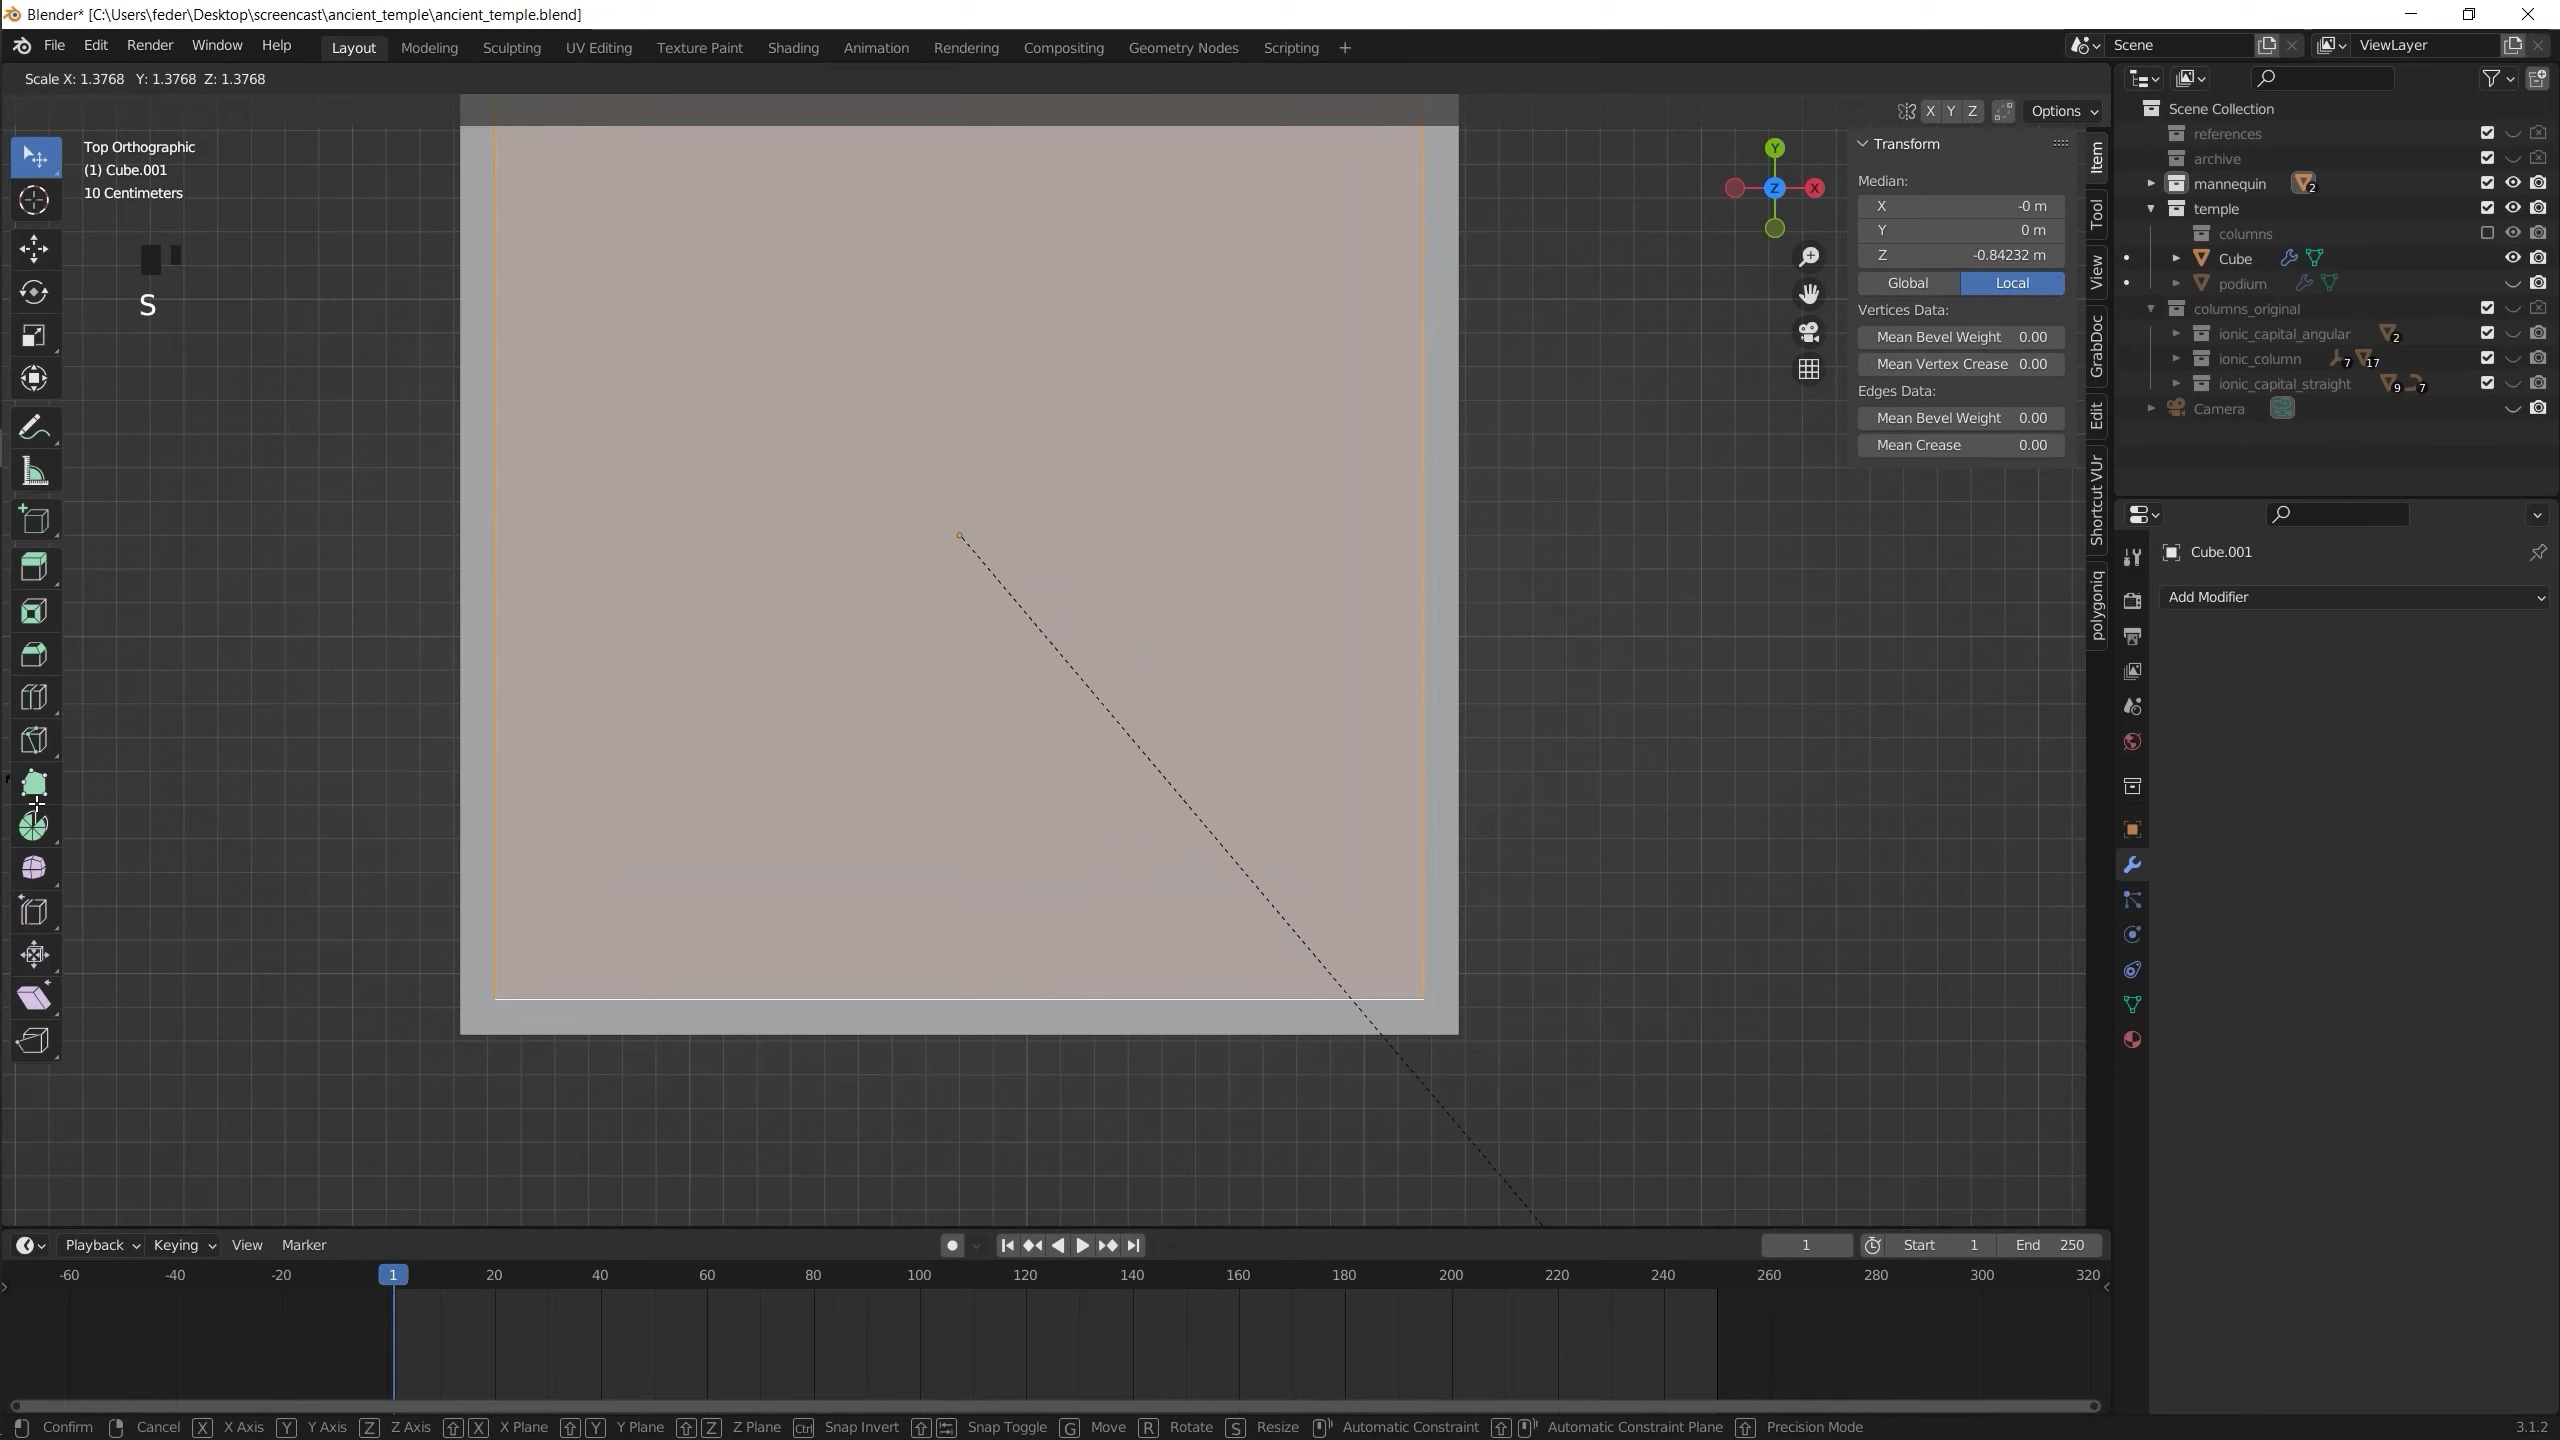 Blender* [C:\Users\feder\Desktop\screencast\ancient_temple\ancient_temple.blend]
File Edit Render Window Help Layout Modeling Sculpting UV Editing Texture Paint Shading Animation Rendering Compositing Geometry Nodes Scripting + Scene ViewLayer
Scale X: 1.3768 Y: 1.3768 Z: 1.3768
X Y Z Options
Top Orthographic
(1) Cube.001
10 Centimeters
S
Y
Z
X
Transform
Median:
X -0 m
Y 0 m
Z -0.84232 m
Global Local
Vertices Data:
Mean Bevel Weight 0.00
Mean Vertex Crease 0.00
Edges Data:
Mean Bevel Weight 0.00
Mean Crease 0.00
Item
Tool
View
GrabDoc
Edit
Shortcut VUr
polygoniq
Scene Collection
references
archive
mannequin 2
temple
columns
Cube
podium
columns_original
ionic_capital_angular 2
ionic_column 7 17
ionic_capital_straight 9 7
Camera
Cube.001
Add Modifier
Playback Keying View Marker 1 Start 1 End 250
-60 -40 -20 1 20 40 60 80 100 120 140 160 180 200 220 240 260 280 300 320
Confirm Cancel X X Axis Y Y Axis Z Z Axis X X Plane Y Y Plane Z Z Plane Ctrl Snap Invert Snap Toggle G Move R Rotate S Resize Automatic Constraint Automatic Constraint Plane Precision Mode 3.1.2